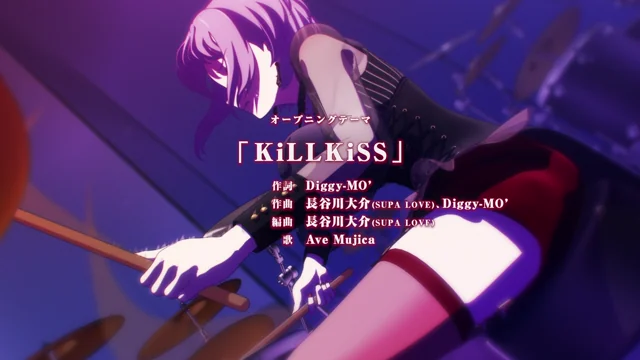 オープニングテーマ
「KiLLKiSS」
作詞 Diggy-MO'
作曲 長谷川大介(SUPA LOVE)、Diggy-MO'
編曲 長谷川大介(SUPA LOVE)
歌 Ave Mujica